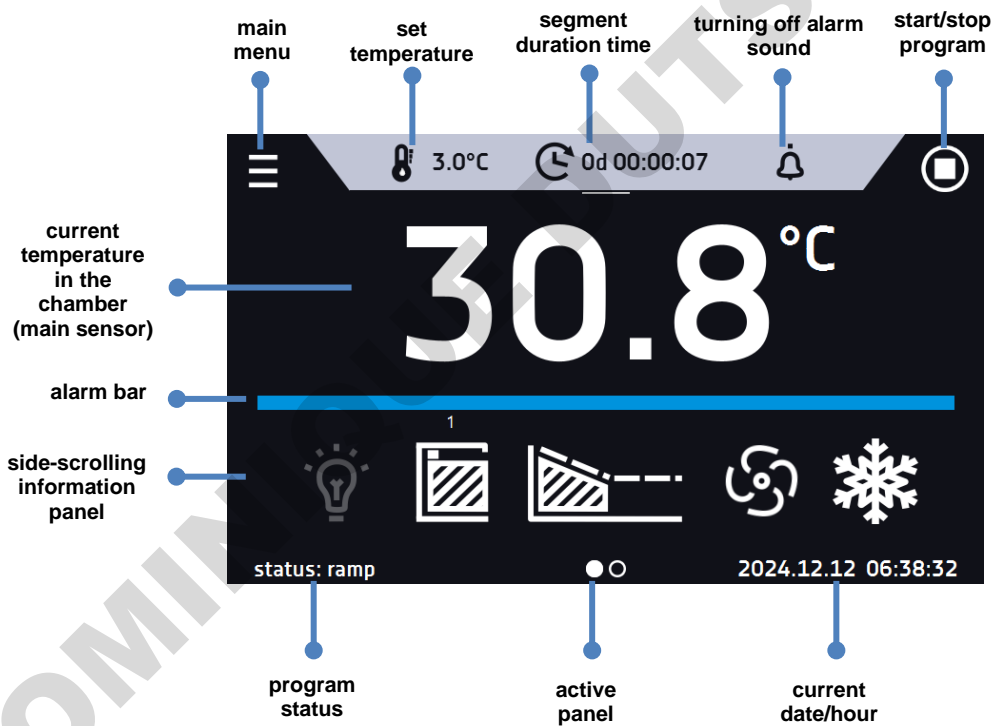 main
menu
set
temperature
segment
duration time
turning off alarm
sound
start/stop
program
3.0°C
0d 00:00:07
30.8°C
current
temperature
in the
chamber
(main sensor)
alarm bar
1
side-scrolling
information
panel
status: ramp
2024.12.12 06:38:32
program
status
active
panel
current
date/hour